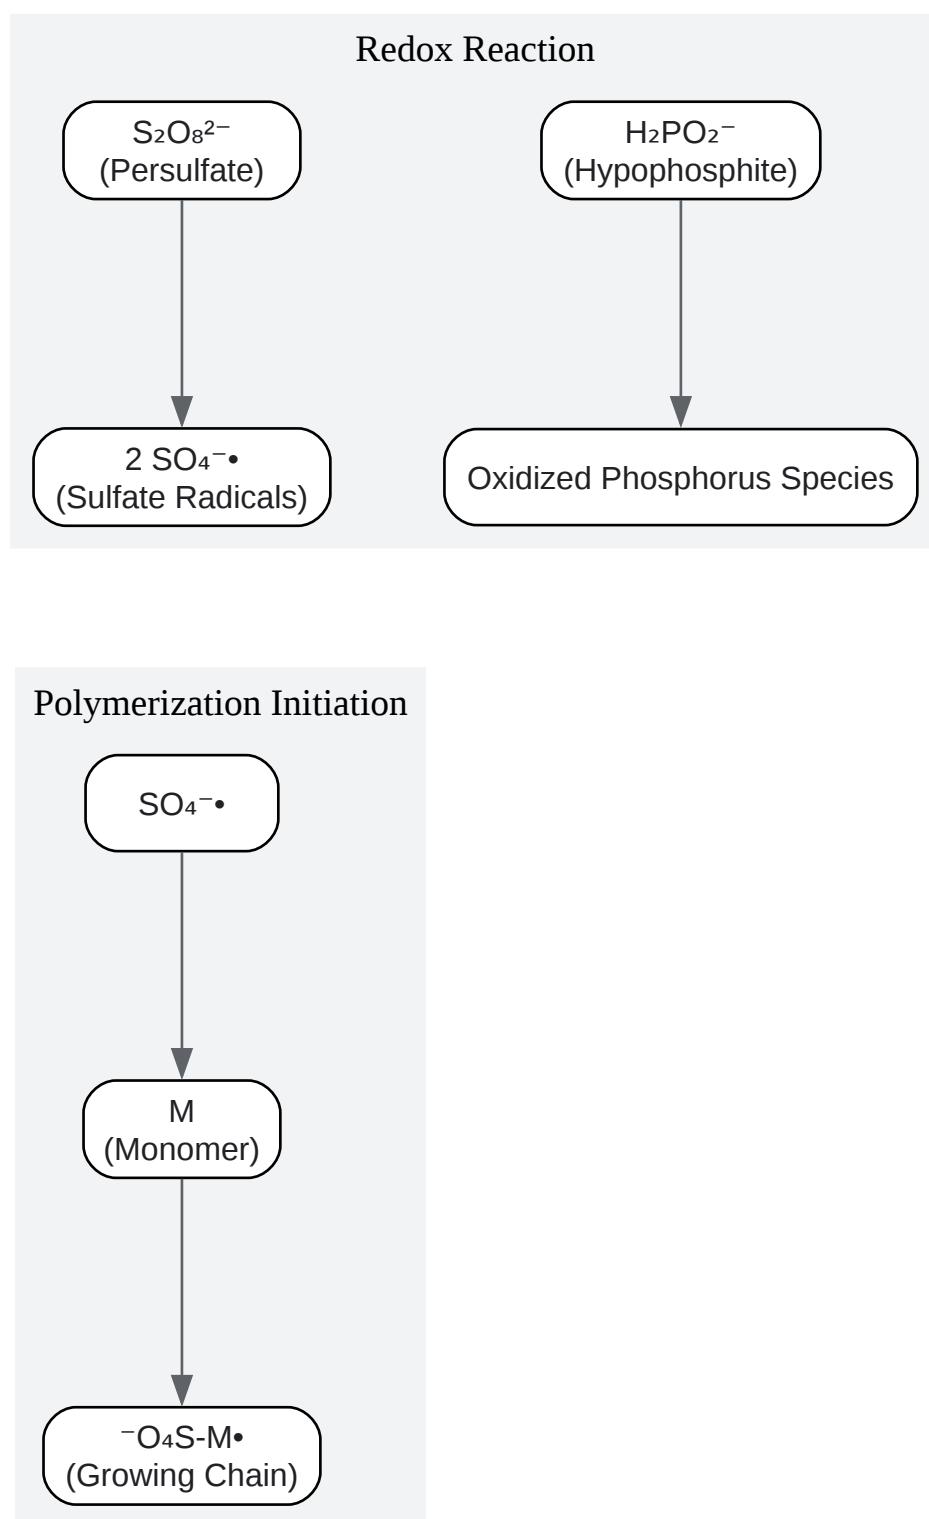 Redox Reaction
S₂O₈²⁻
(Persulfate)
H₂PO₂⁻
(Hypophosphite)
2 SO₄⁻•
(Sulfate Radicals)
Oxidized Phosphorus Species
Polymerization Initiation
SO₄⁻•
M
(Monomer)
⁻O₄S-M•
(Growing Chain)